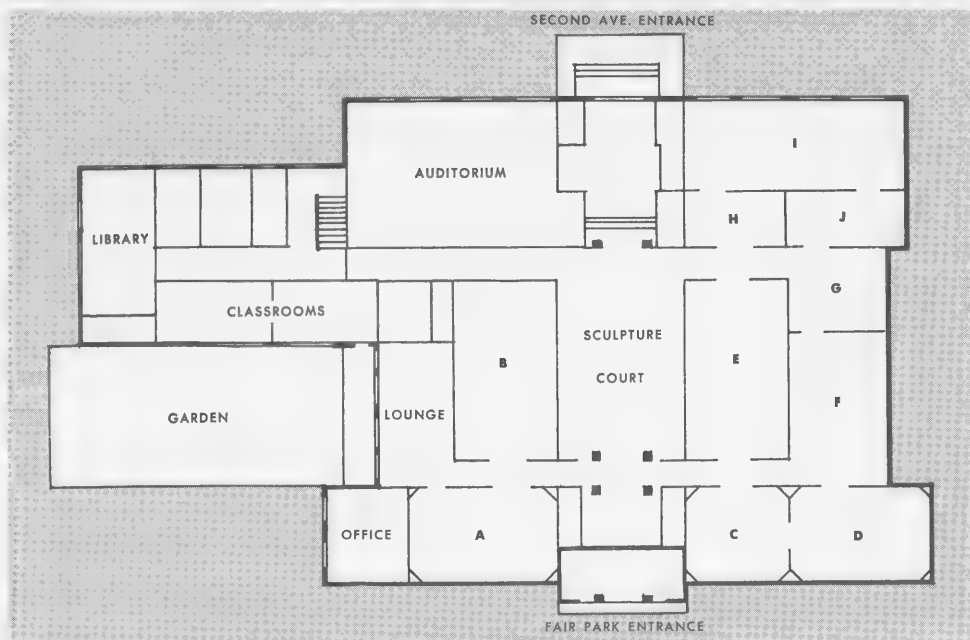 SECOND AVE. ENTRANCE
I
AUDITORIUM
H
J
LIBRARY
G
CLASSROOMS
SCULPTURE
COURT
B
E
F
GARDEN
LOUNGE
OFFICE
A
C
D
FAIR PARK ENTRANCE